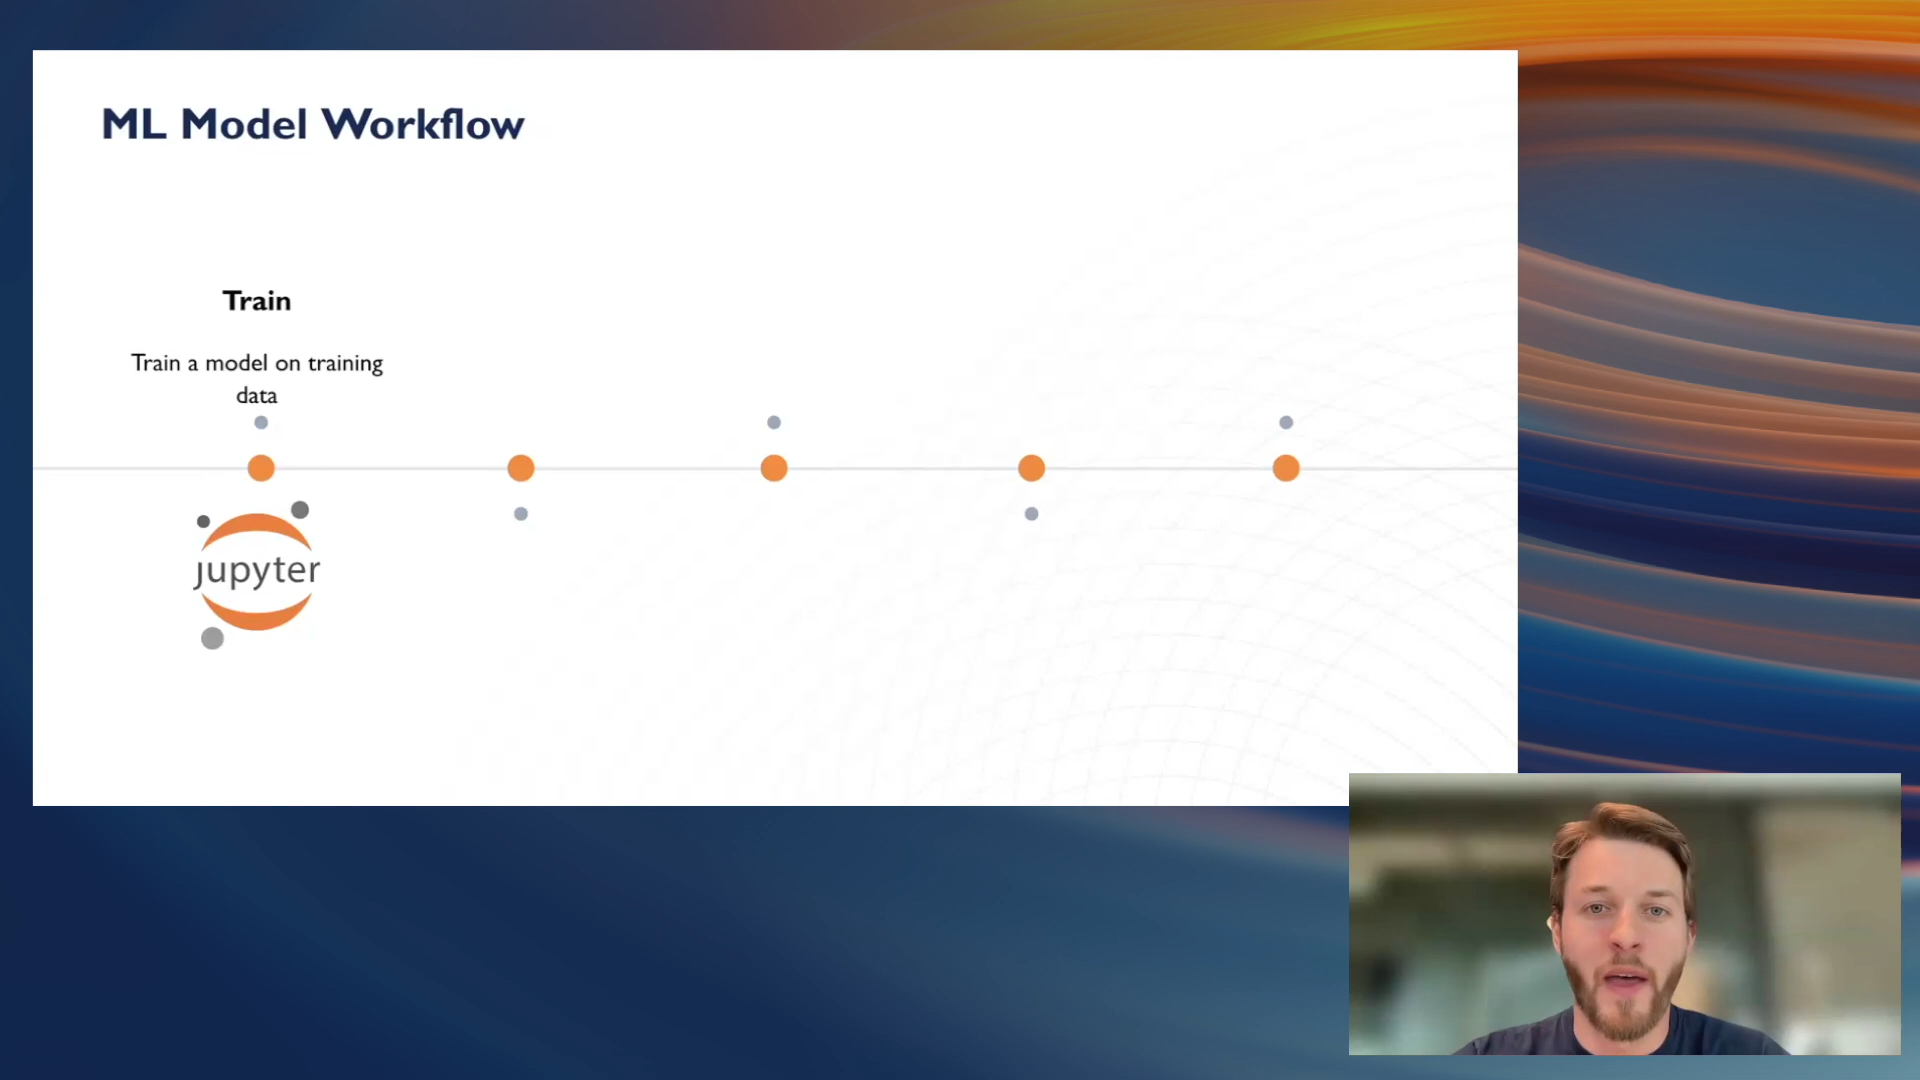 ML Model Workflow
Train
Train a model on training
data
jupyter